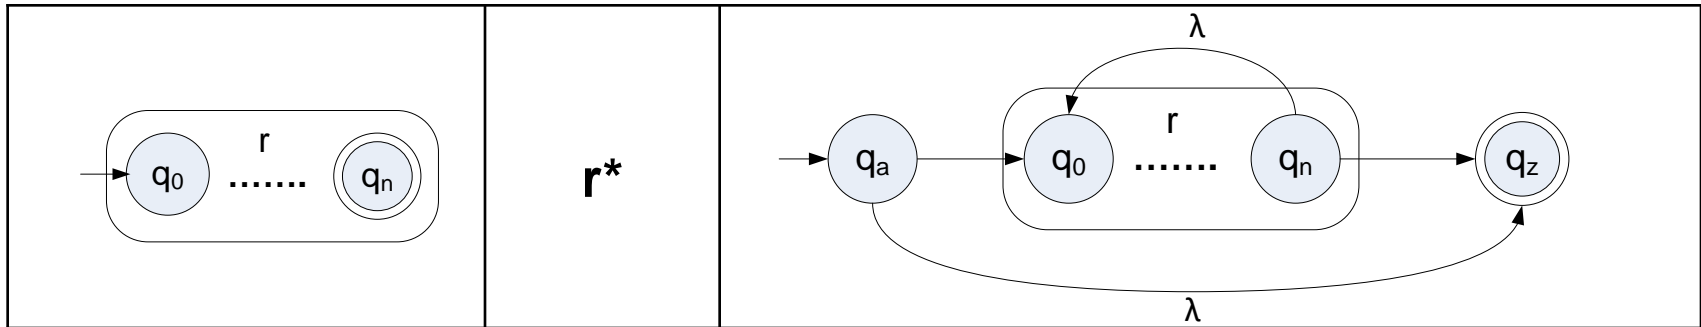 r
q0 ....... qn
r*
λ
r
qa q0 ....... qn qz
λ